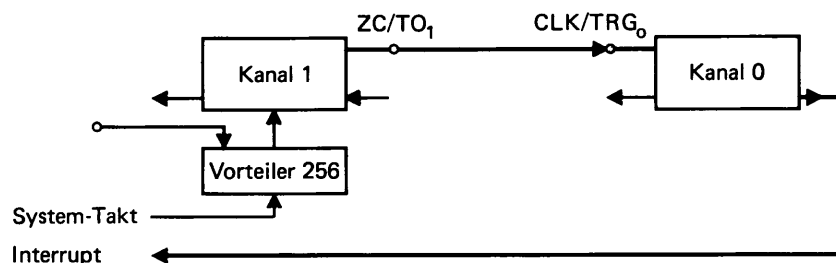 ZC/TO₁ CLK/TRG₀
Kanal 1
Kanal 0
Vorteiler 256
System-Takt
Interrupt